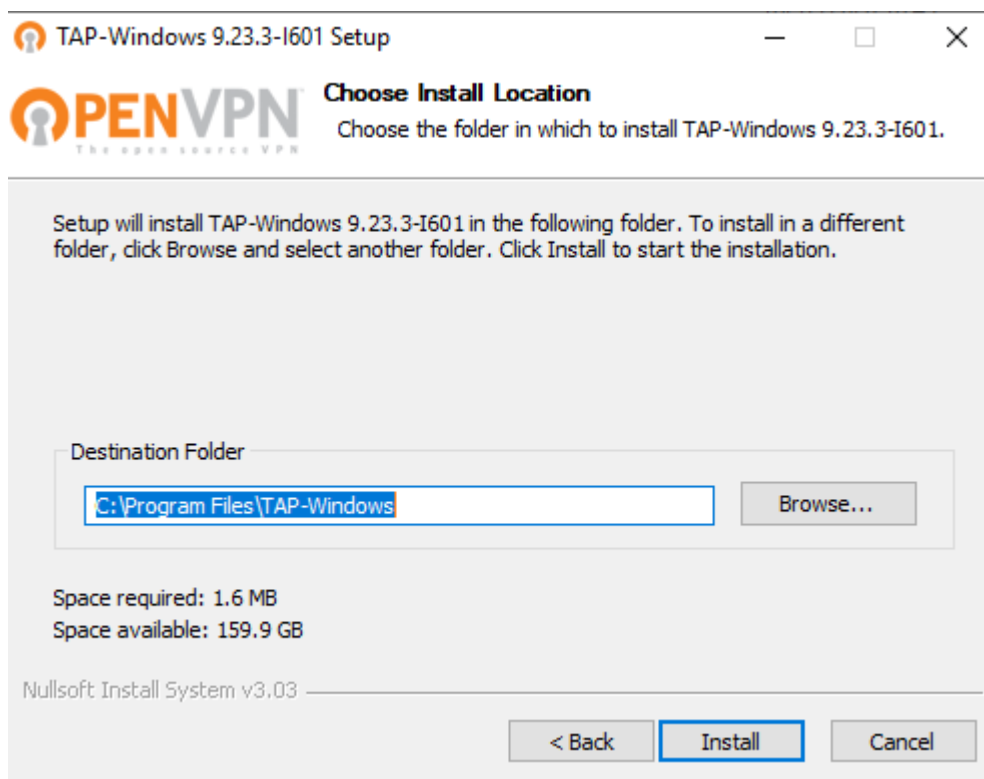 TAP-Windows 9.23.3-I601 Setup
OPENVPN
The open source VPN
Choose Install Location
Choose the folder in which to install TAP-Windows 9.23.3-I601.
Setup will install TAP-Windows 9.23.3-I601 in the following folder. To install in a different
folder, click Browse and select another folder. Click Install to start the installation.
Destination Folder
C:\Program Files\TAP-Windows
Browse...
Space required: 1.6 MB
Space available: 159.9 GB
Nullsoft Install System v3.03
< Back
Install
Cancel